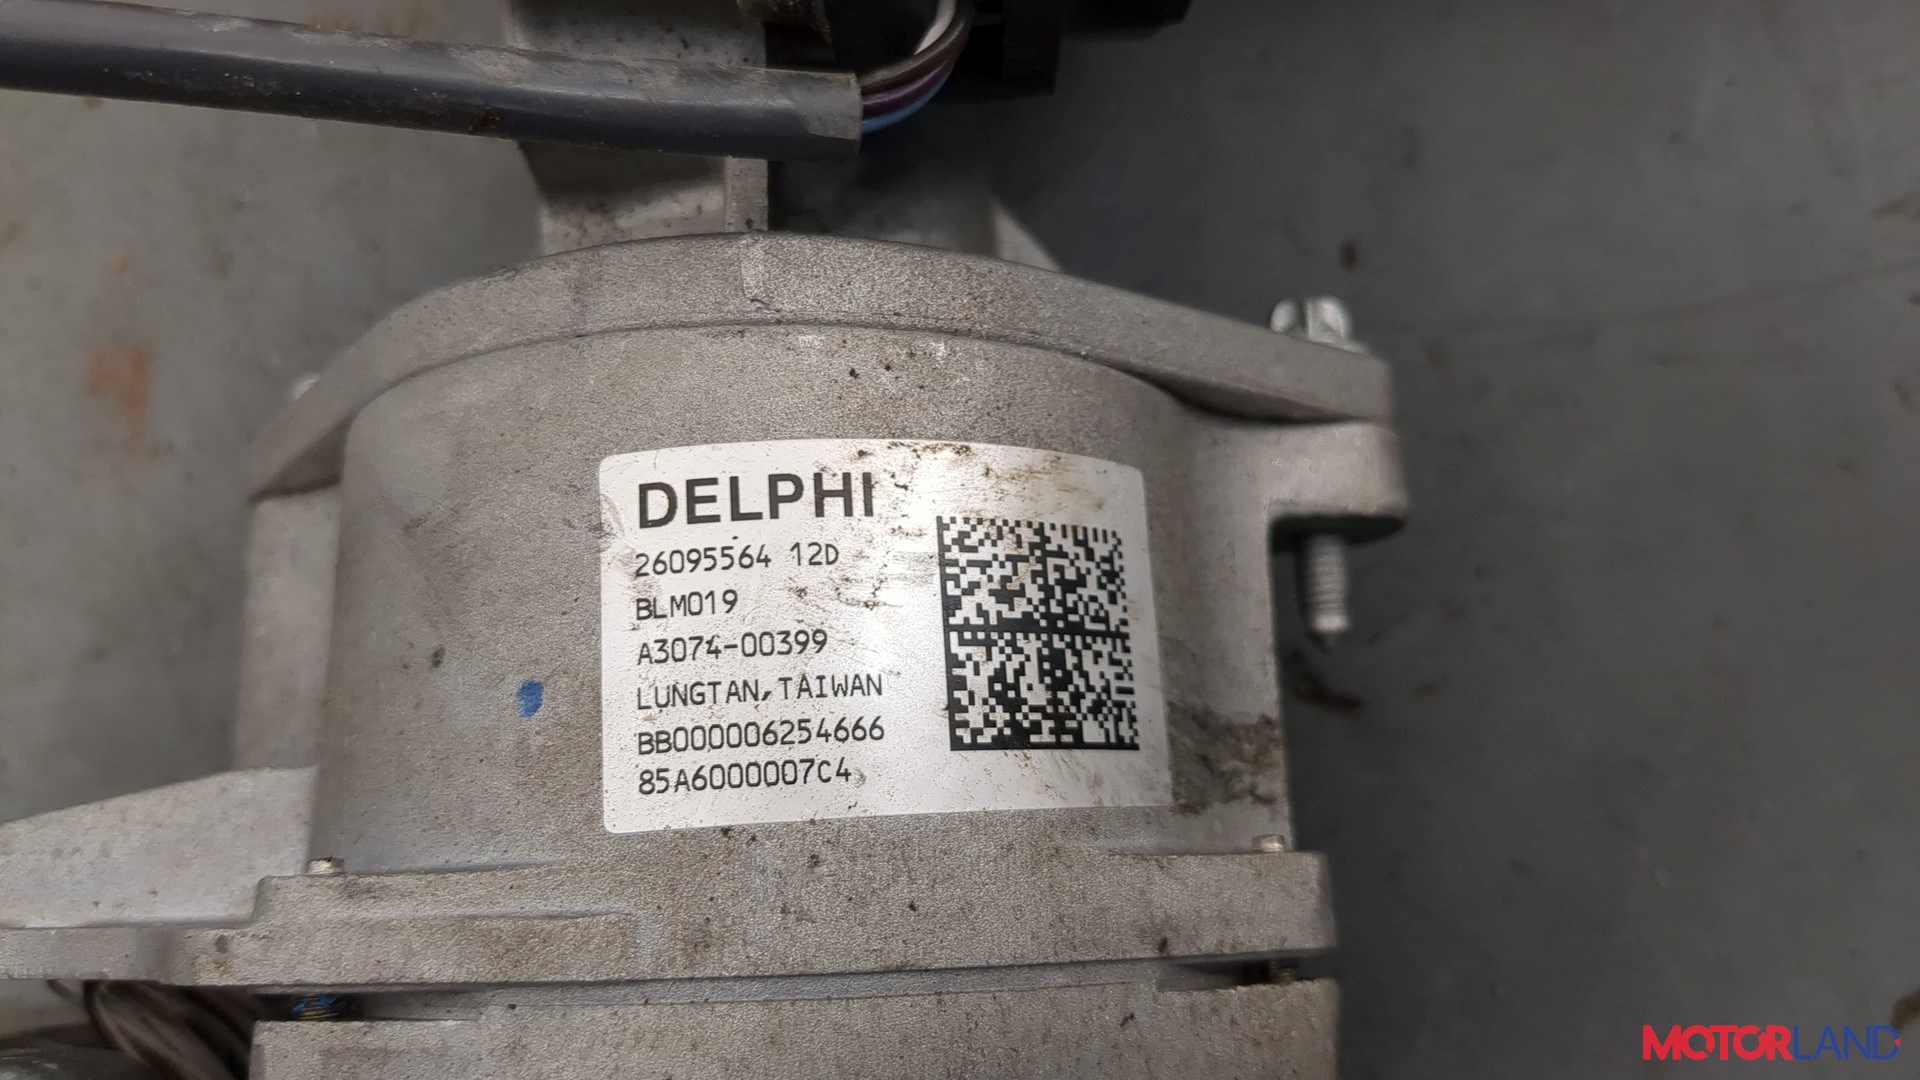 DELPHI
26095564 12D
BLM019
A3074-00399
LUNGTAN, TAIWAN
BB000006254666
85A6000007C4
MOTORLAND